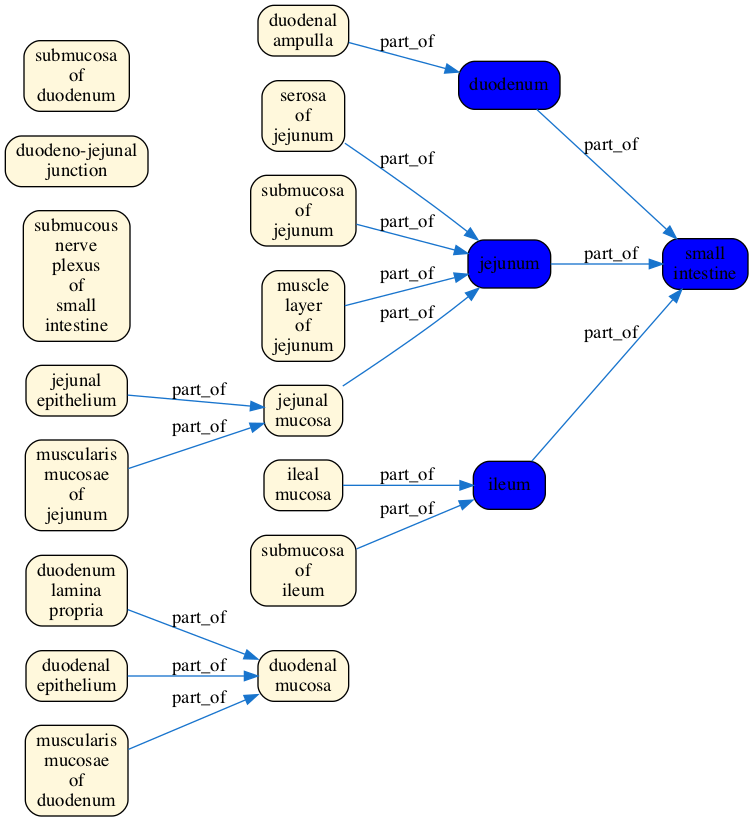 submucosa
of
duodenum
duodeno-jejunal
junction
submucous
nerve
plexus
of
small
intestine
jejunal
epithelium
muscularis
mucosae
of
jejunum
duodenum
lamina
propria
duodenal
epithelium
muscularis
mucosae
of
duodenum
part_of
part_of
part_of
part_of
part_of
duodenal
ampulla
serosa
of
jejunum
submucosa
of
jejunum
muscle
layer
of
jejunum
jejunal
mucosa
ileal
mucosa
submucosa
of
ileum
duodenal
mucosa
part_of
part_of
part_of
part_of
part_of
part_of
part_of
duodenum
jejunum
ileum
part_of
part_of
part_of
small
intestine